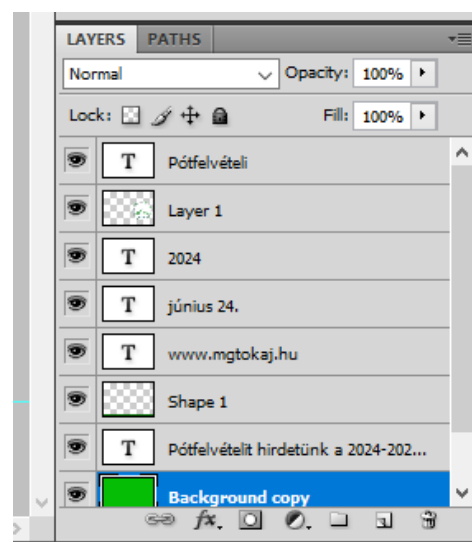 LAYERS PATHS
Normal Opacity: 100%
Lock: Fill: 100%
T Pótfelvételi
Layer 1
T 2024
T június 24.
T www.mgtokaj.hu
Shape 1
T Pótfelvételit hirdetünk a 2024-202...
Background copy
fx.